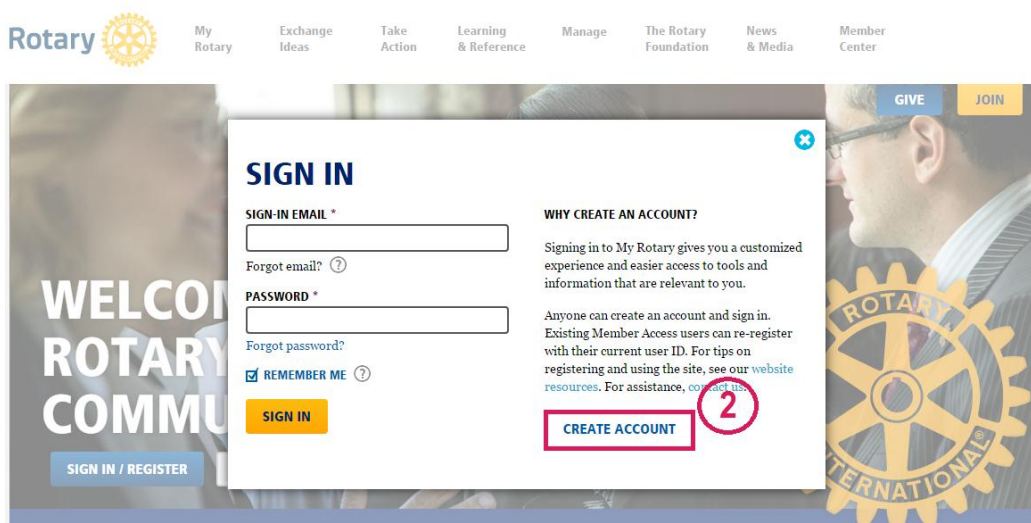 Rotary
My
Rotary
Exchange
Ideas
Take
Action
Learning
& Reference
Manage
The Rotary
Foundation
News
& Media
Member
Center
GIVE
JOIN
SIGN IN
SIGN-IN EMAIL *
Forgot email? ?
PASSWORD *
Forgot password?
REMEMBER ME ?
SIGN IN
WHY CREATE AN ACCOUNT?
Signing in to My Rotary gives you a customized
experience and easier access to tools and
information that are relevant to you.
Anyone can create an account and sign in.
Existing Member Access users can re-register
with their current user ID. For tips on
registering and using the site, see our website
resources. For assistance, contact us.
2
CREATE ACCOUNT
WELCO
ROTARY
COMMU
SIGN IN / REGISTER
ROTARY
INTERNATIONAL